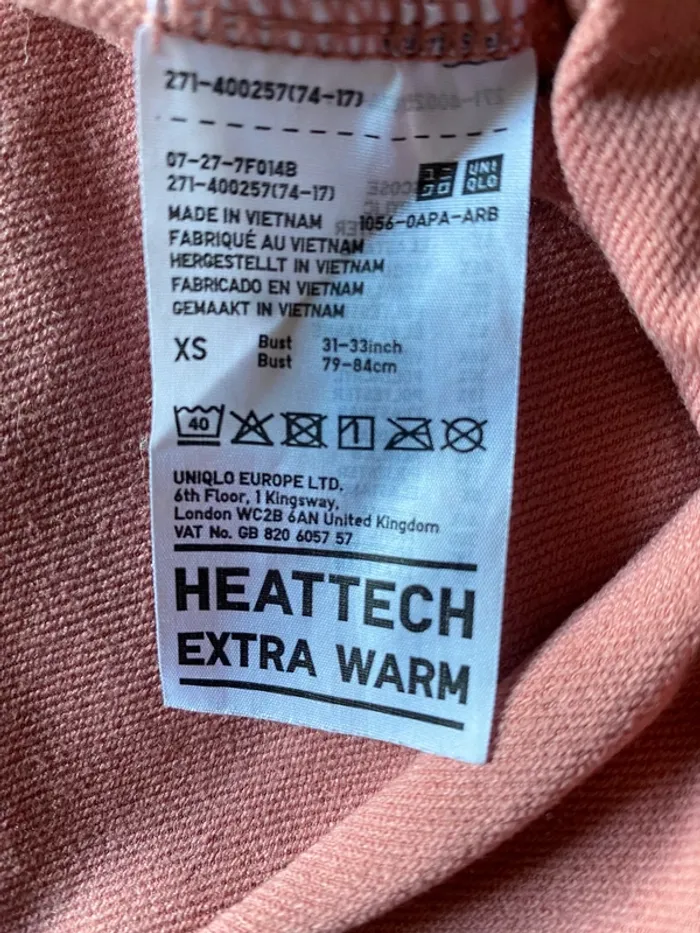 271-400257(74-17)
07-27-7F014B
271-400257(74-17)
UNI
QLO
MADE IN VIETNAM 1056-0APA-ARB
FABRIQUÉ AU VIETNAM
HERGESTELLT IN VIETNAM
FABRICADO EN VIETNAM
GEMAAKT IN VIETNAM
XS Bust 31-33inch
Bust 79-84cm
40
1
UNIQLO EUROPE LTD.
6th Floor, 1 Kingsway,
London WC2B 6AN United Kingdom
VAT No. GB 820 6057 57
HEATTECH
EXTRA WARM